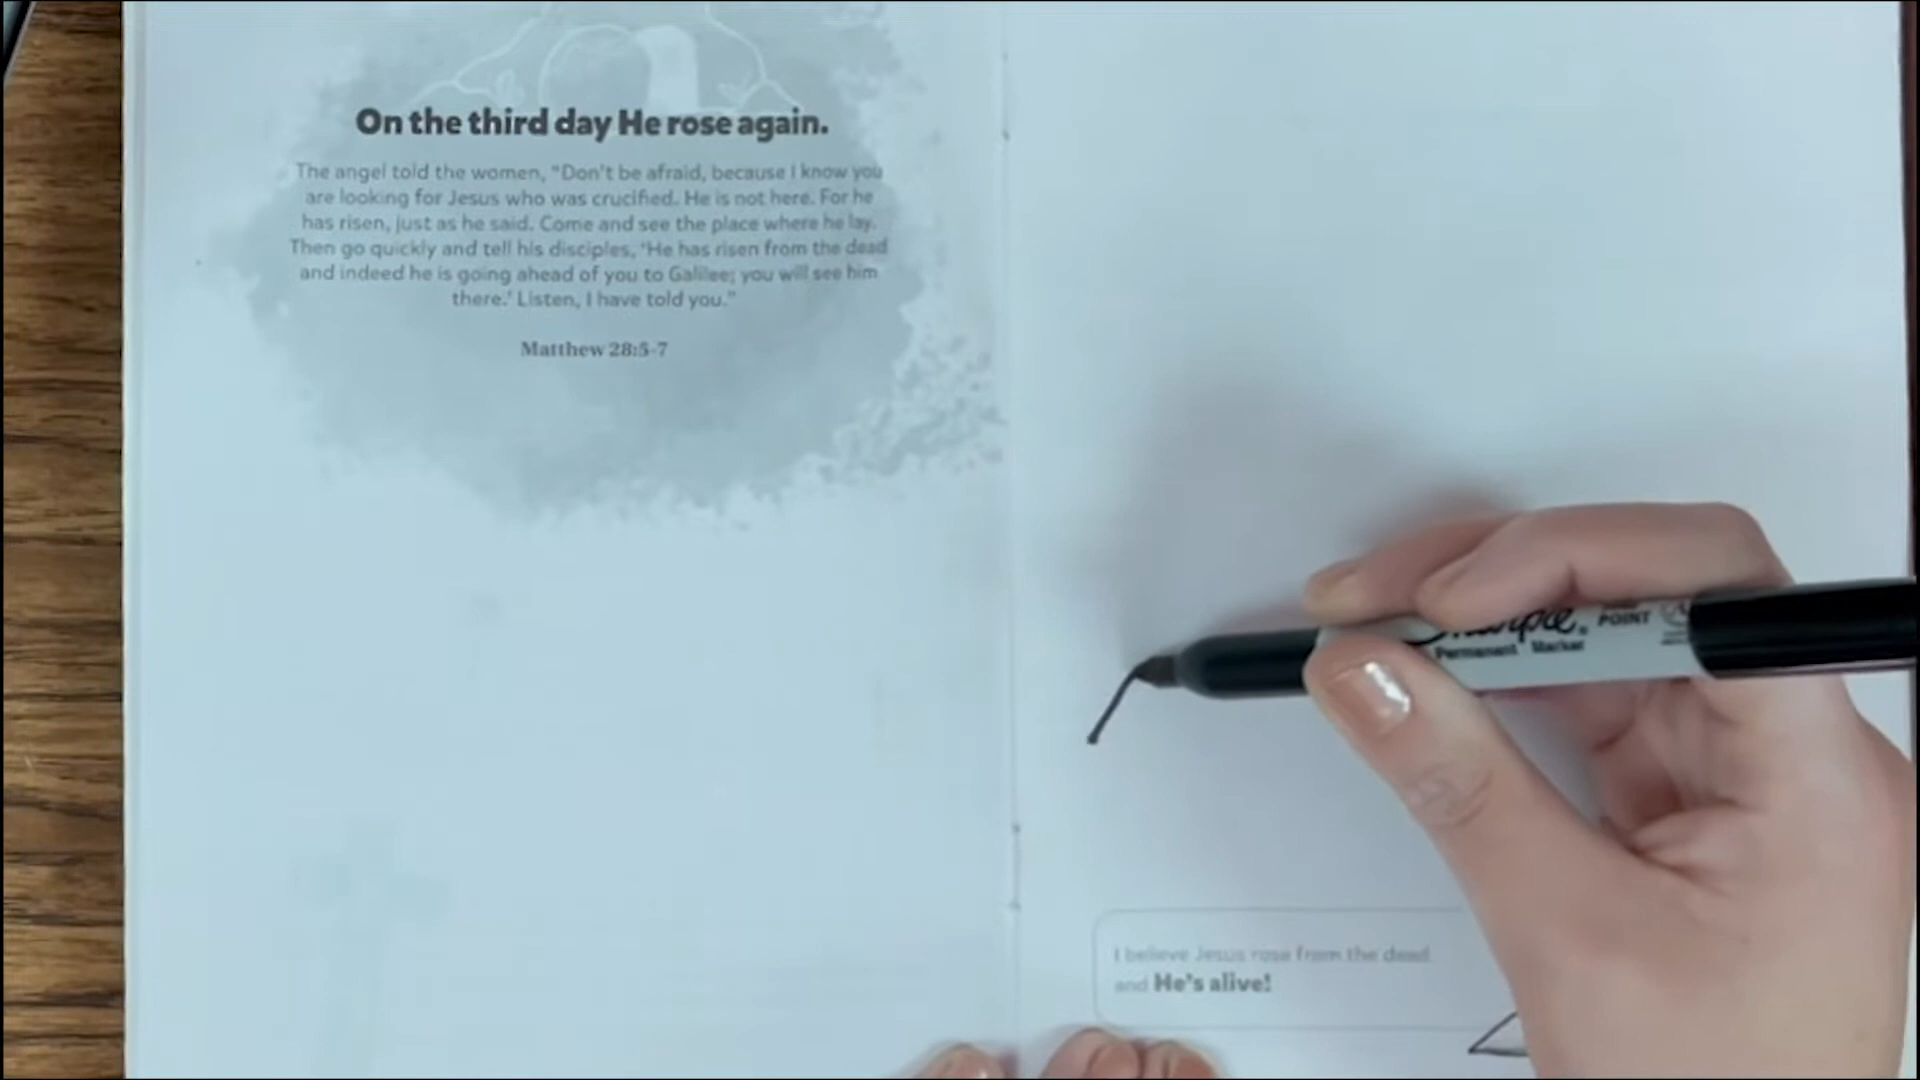 On the third day He rose again.
The angel told the women, "Don't be afraid, because I know you
are looking for Jesus who was crucified. He is not here. For he
has risen, just as he said. Come and see the place where he lay.
Then go quickly and tell his disciples, 'He has risen from the dead
and indeed he is going ahead of you to Galilee; you will see him
there.' Listen, I have told you."
Matthew 28:5-7
Sharpie. POINT
Permanent Marker
I believe Jesus rose from the dead
and He's alive!